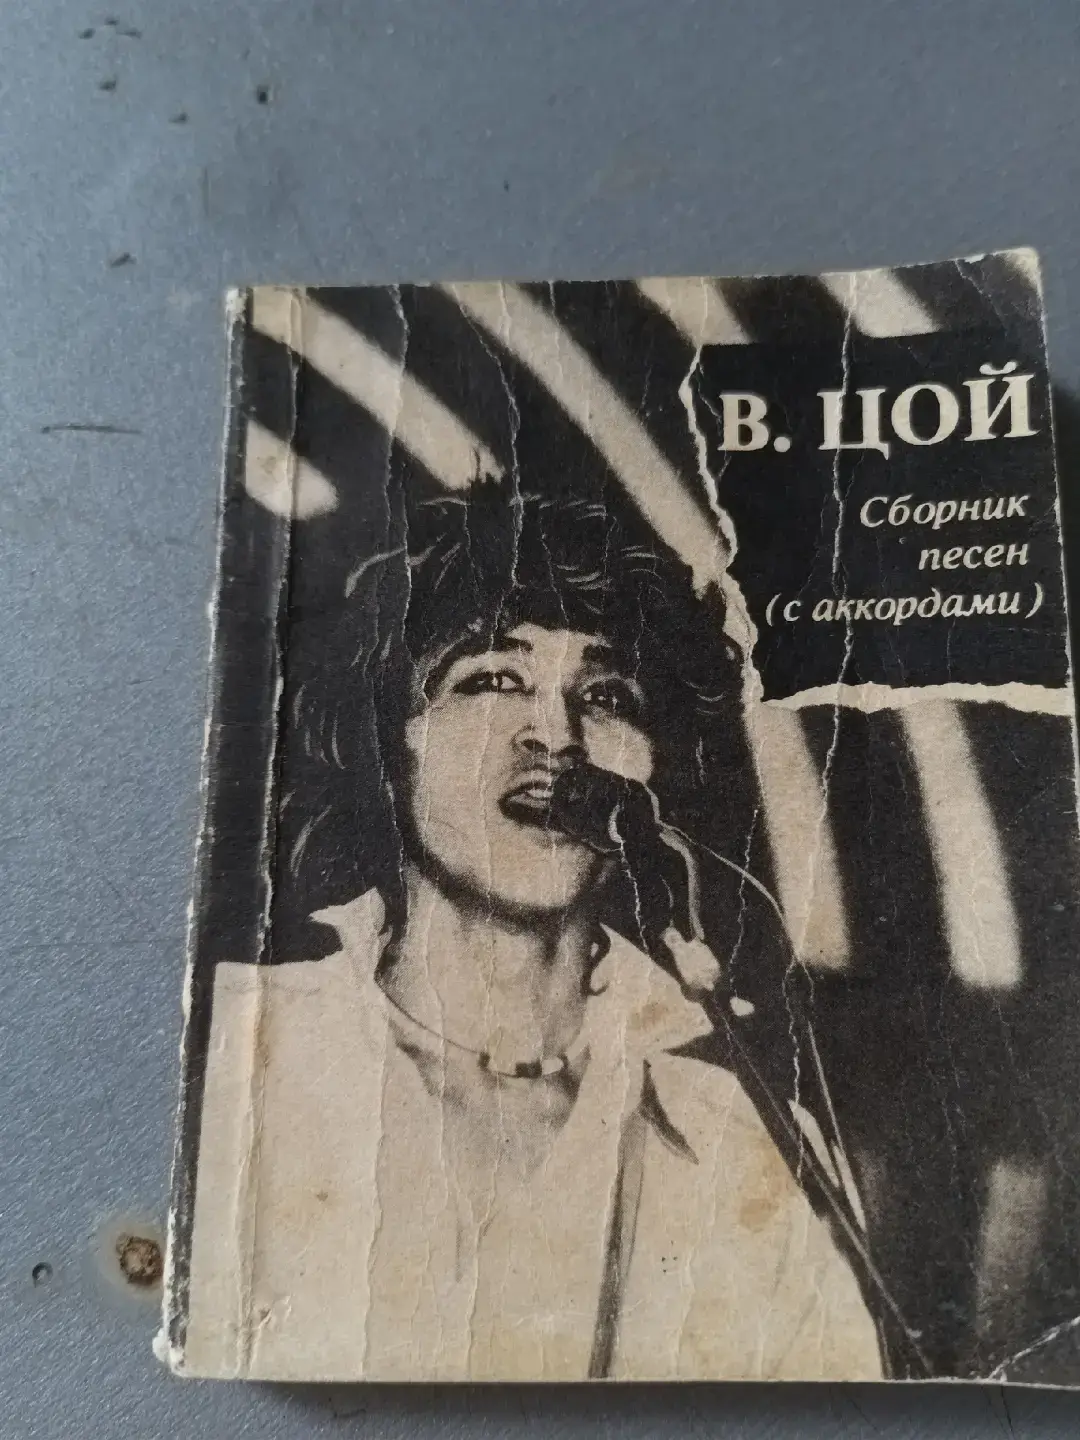 В. ЦОЙ
Сборник
песен
(с аккордами)